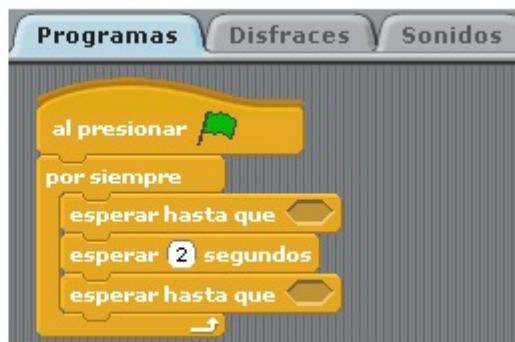 Programas Disfraces Sonidos
al presionar
por siempre
esperar hasta que
esperar 2 segundos
esperar hasta que